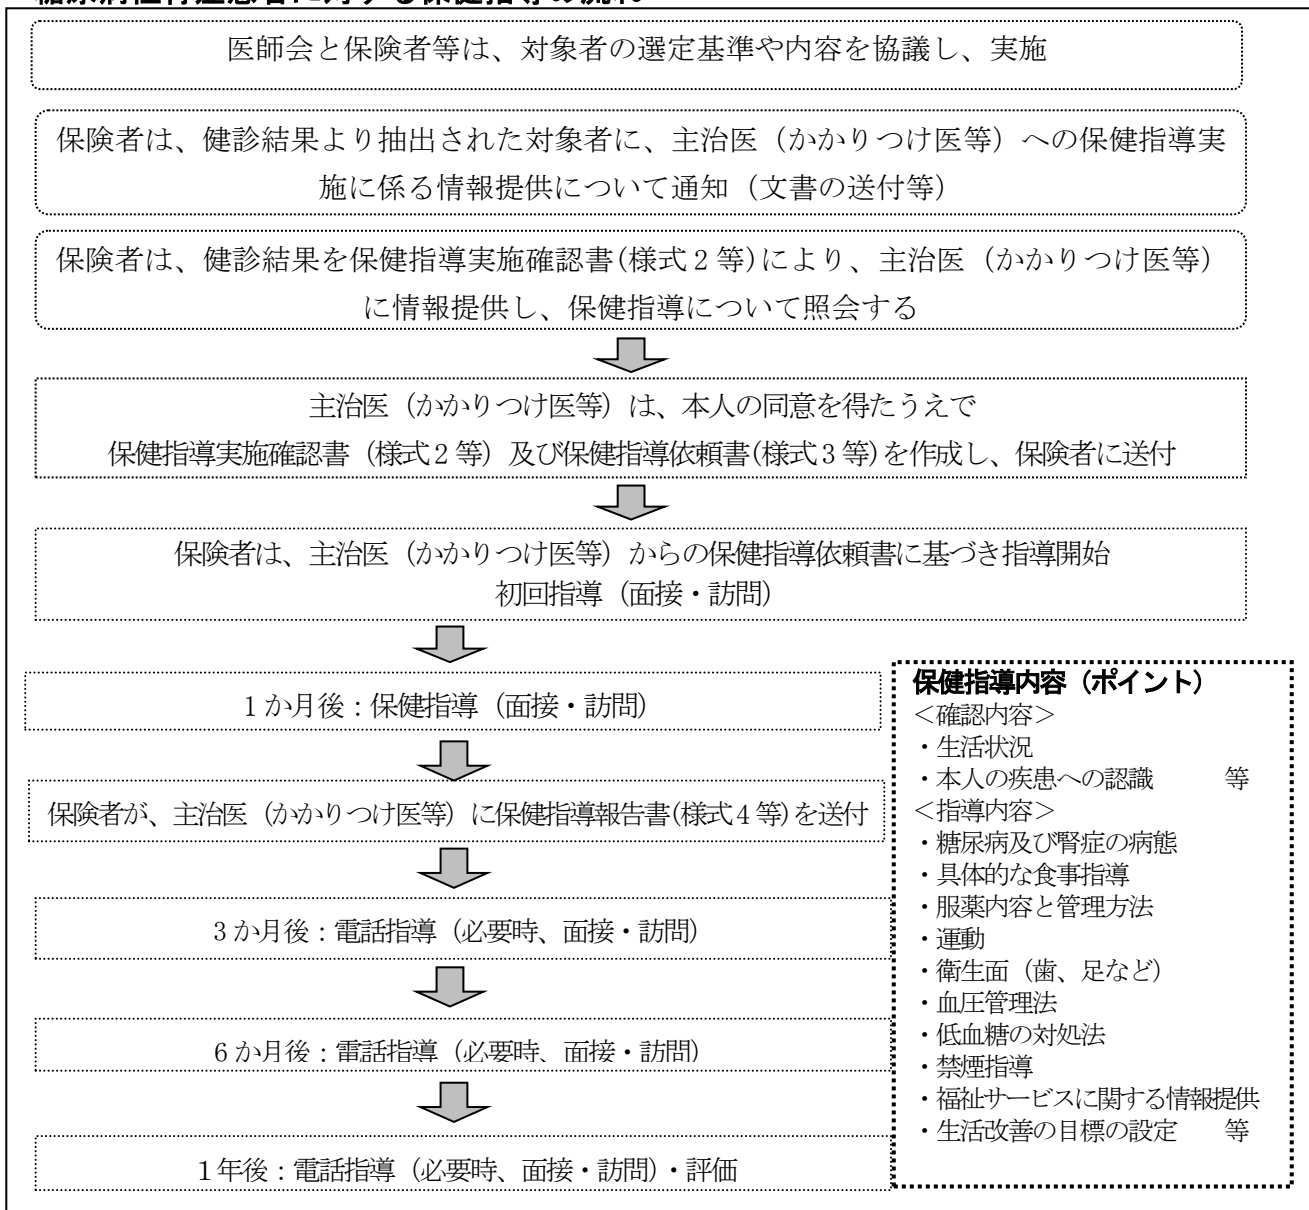 糖尿病性腎症患者に対する保健指導の流れ
医師会と保険者等は、対象者の選定基準や内容を協議し、実施
保険者は、健診結果より抽出された対象者に、主治医（かかりつけ医等）への保健指導実
施に係る情報提供について通知（文書の送付等）
保険者は、健診結果を保健指導実施確認書(様式２等)により、主治医（かかりつけ医等）
に情報提供し、保健指導について照会する
主治医（かかりつけ医等）は、本人の同意を得たうえで
保健指導実施確認書（様式２等）及び保健指導依頼書(様式３等)を作成し、保険者に送付
保険者は、主治医（かかりつけ医等）からの保健指導依頼書に基づき指導開始
初回指導（面接・訪問）
１か月後：保健指導（面接・訪問）
保険者が、主治医（かかりつけ医等）に保健指導報告書(様式４等)を送付
３か月後：電話指導（必要時、面接・訪問）
６か月後：電話指導（必要時、面接・訪問）
１年後：電話指導（必要時、面接・訪問）・評価
保健指導内容（ポイント）
＜確認内容＞
・生活状況
・本人の疾患への認識　　　等
＜指導内容＞
・糖尿病及び腎症の病態
・具体的な食事指導
・服薬内容と管理方法
・運動
・衛生面（歯、足など）
・血圧管理法
・低血糖の対処法
・禁煙指導
・福祉サービスに関する情報提供
・生活改善の目標の設定　　等